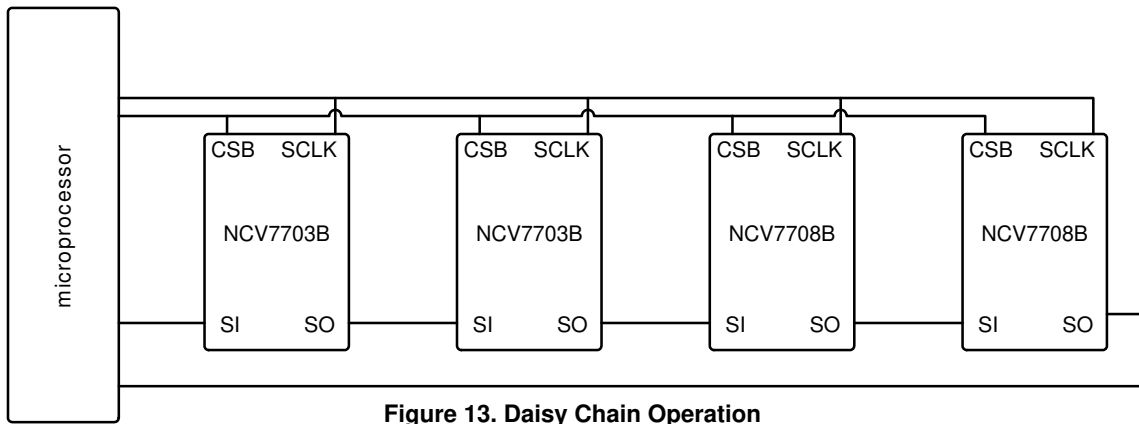 microprocessor
CSB SCLK
NCV7703B
SI SO
CSB SCLK
NCV7703B
SI SO
CSB SCLK
NCV7708B
SI SO
CSB SCLK
NCV7708B
SI SO
Figure 13. Daisy Chain Operation